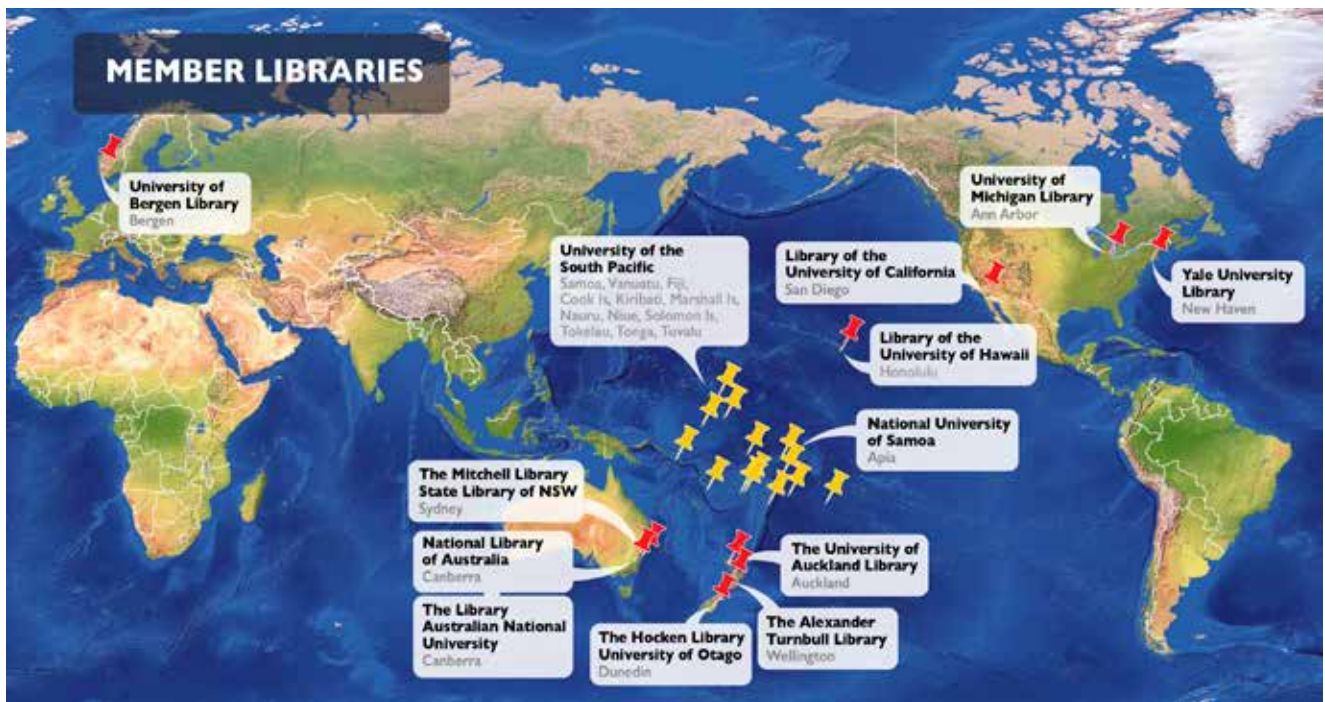 MEMBER LIBRARIES
University of
Bergen Library
Bergen
University of the
South Pacific
Samoa, Vanuatu, Fiji,
Cook Is, Kiribati, Marshall Is,
Nauru, Niue, Solomon Is,
Tokelau, Tonga, Tuvalu
University of
Michigan Library
Ann Arbor
Library of the
University of California
San Diego
Yale University
Library
New Haven
Library of the
University of Hawaii
Honolulu
National University
of Samoa
Apia
The Mitchell Library
State Library of NSW
Sydney
National Library
of Australia
Canberra
The Library
Australian National
University
Canberra
The University of
Auckland Library
Auckland
The Alexander
Turnbull Library
Wellington
The Hocken Library
University of Otago
Dunedin